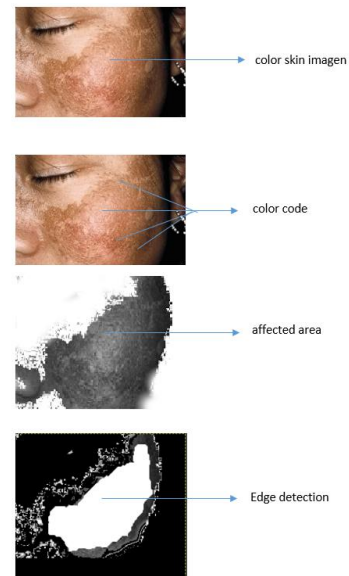 color skin imagen
color code
affected area
Edge detection